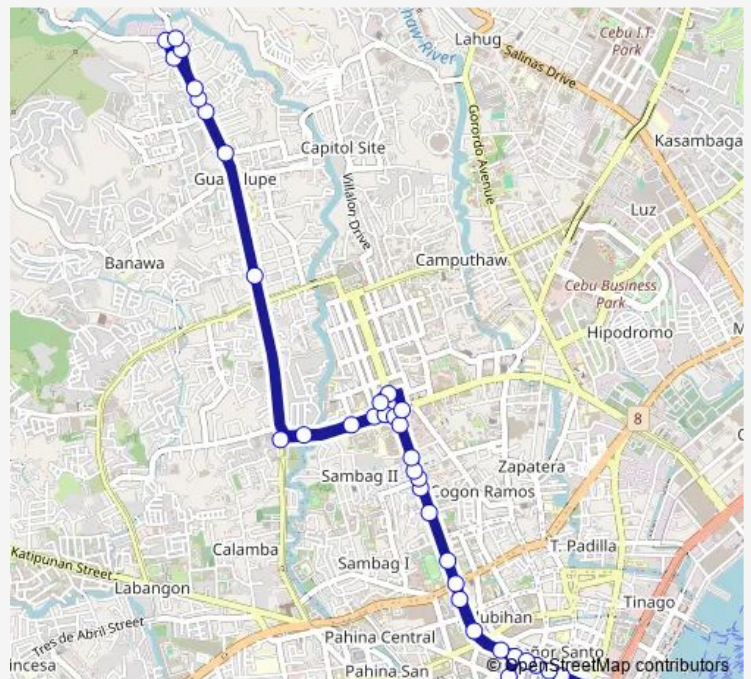 Lahug
Cebu I.T.
Park
Salinas Drive
Kasambaga
Gorordo Avenue
Capitol Site
Villalon Drive
Luz
Camputhaw
Banawa
Cebu Business
Park
Hipodromo
8
Zapatera
Sambag II
Cogon Ramos
T. Padilla
Calamba
Katipunan Street
Sambag I
Labangon
Tinago
Tres de Abril Street
Pahina Central
Pahina San
© OpenStreetMap contributors